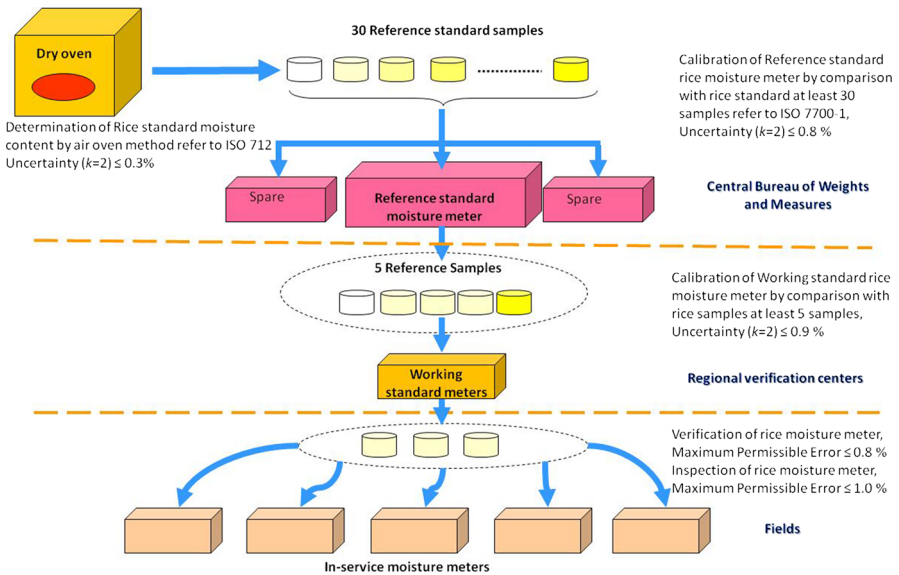 30 Reference standard samples
Dry oven
Calibration of Reference standard
rice moisture meter by comparison
with rice standard at least 30
samples refer to ISO 7700-1,
Uncertainty (k=2) ≤ 0.8 %
Determination of Rice standard moisture
content by air oven method refer to ISO 712
Uncertainty (k=2) ≤ 0.3%
Spare
Reference standard
moisture meter
Spare
Central Bureau of Weights
and Measures
5 Reference Samples
Calibration of Working standard rice
moisture meter by comparison with
rice samples at least 5 samples,
Uncertainty (k=2) ≤ 0.9 %
Working
standard meters
Regional verification centers
Verification of rice moisture meter,
Maximum Permissible Error ≤ 0.8 %
Inspection of rice moisture meter,
Maximum Permissible Error ≤ 1.0 %
Fields
In-service moisture meters